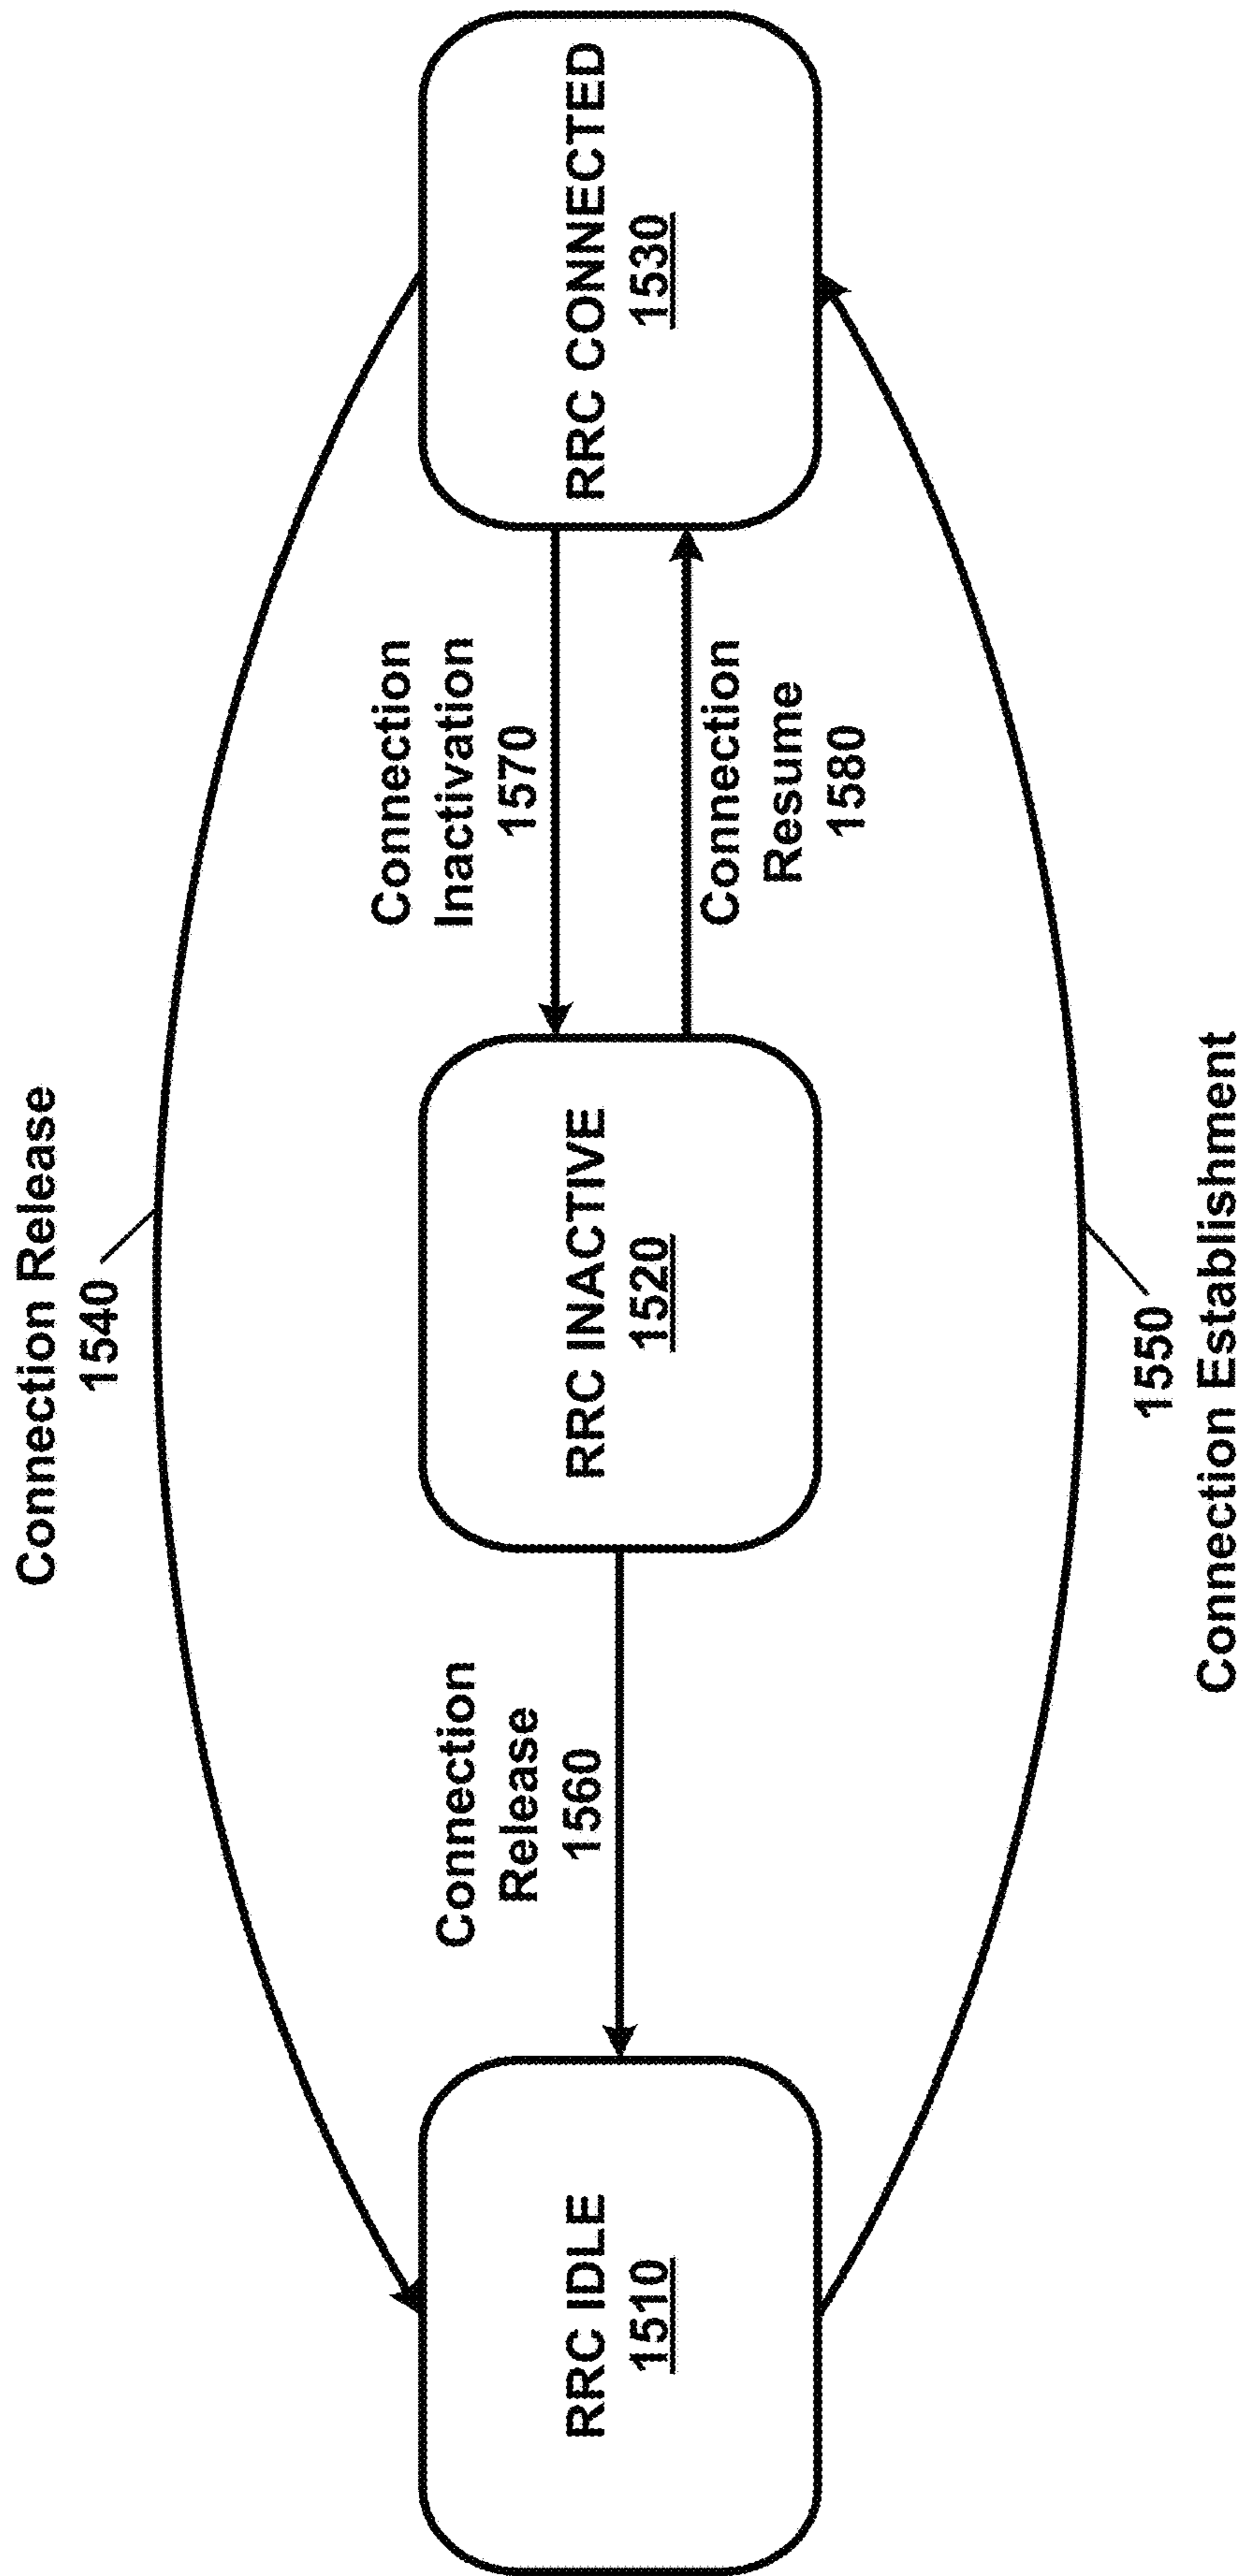 Connection Release
1540
RRC IDLE
1510
Connection
Release
1560
RRC INACTIVE
1520
Connection
Inactivation
1570
Connection
Resume
1580
RRC CONNECTED
1530
1550
Connection Establishment